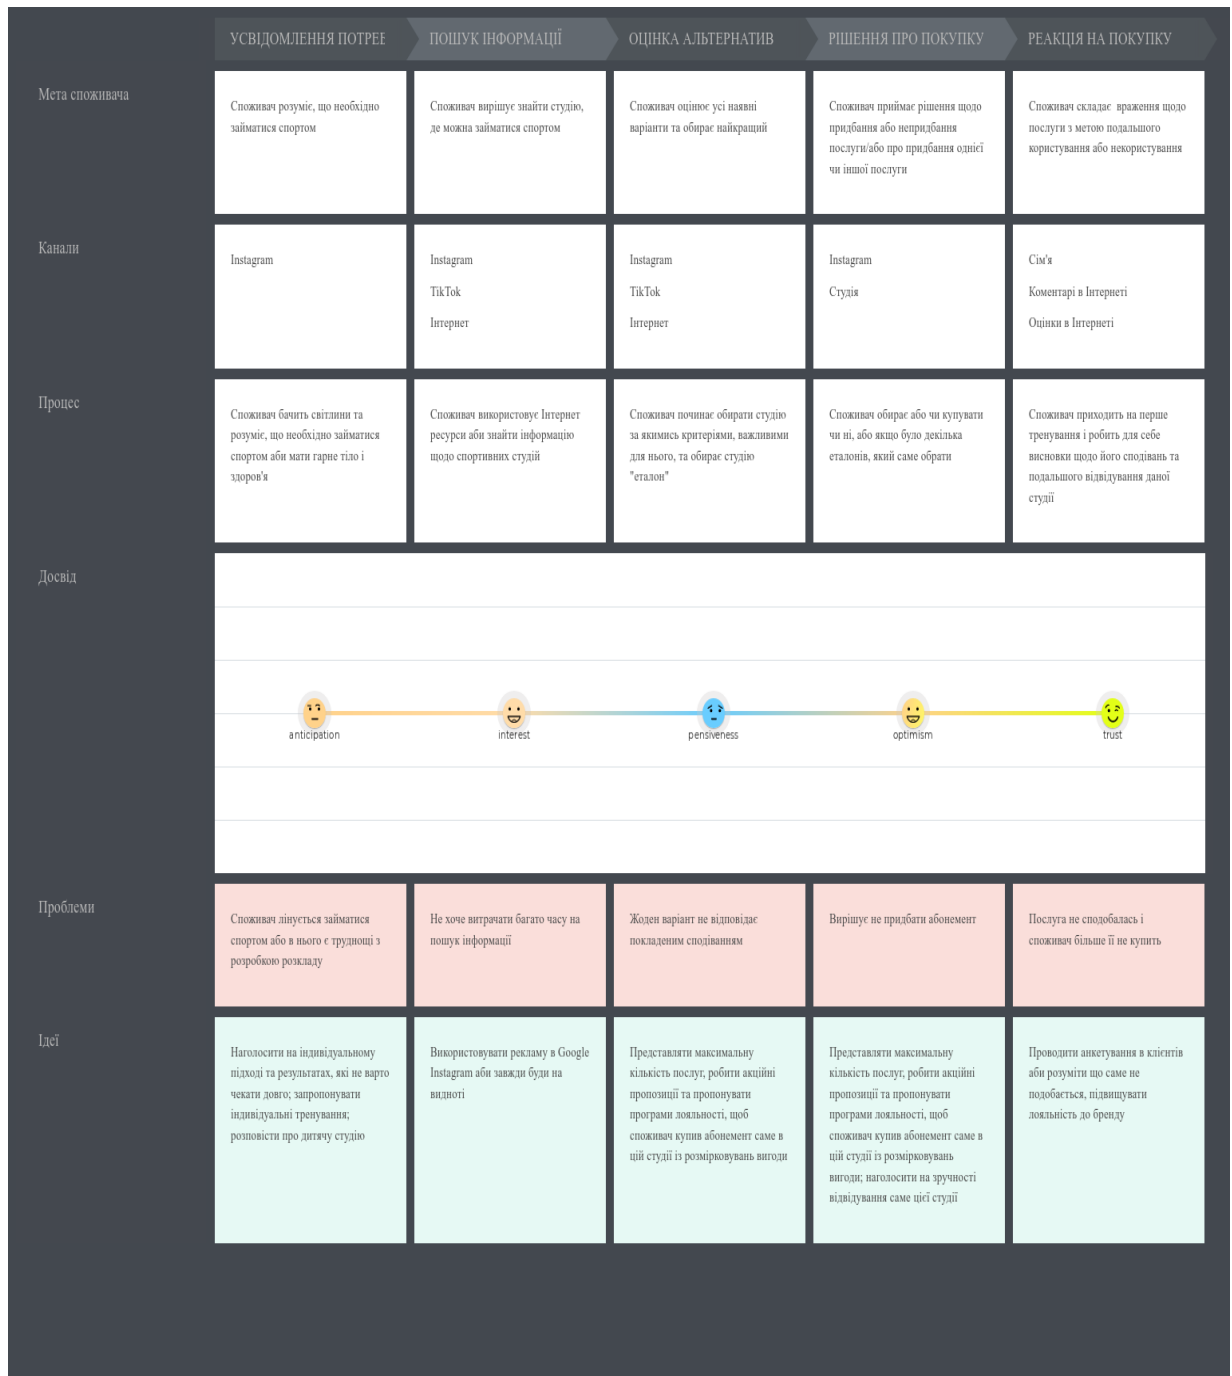 УСВІДОМЛЕННЯ ПОТРЕБ
ПОШУК ІНФОРМАЦІЇ
ОЦІНКА АЛЬТЕРНАТИВ
РІШЕННЯ ПРО ПОКУПКУ
РЕАКЦІЯ НА ПОКУПКУ
Мета споживача
Споживач розуміє, що необхідно
займатися спортом
Споживач вирішує знайти студію,
де можна займатися спортом
Споживач оцінює усі наявні
варіанти та обирає найкращий
Споживач приймає рішення щодо
придбання або непридбання
послуги/або про придбання однієї
чи іншої послуги
Споживач складає враження щодо
послуги з метою подальшого
користування або некористування
Канали
Instagram
Instagram
TikTok
Інтернет
Instagram
TikTok
Інтернет
Instagram
Студія
Сім'я
Коментарі в Інтернеті
Оцінки в Інтернеті
Процес
Споживач бачить світлини та
розуміє, що необхідно займатися
спортом аби мати гарне тіло і
здоров'я
Споживач використовує Інтернет
ресурси аби знайти інформацію
щодо спортивних студій
Споживач починає обирати студію
за якимись критеріями, важливими
для нього, та обирає студію
"еталон"
Споживач обирає або чи купувати
чи ні, або якщо було декілька
еталонів, який саме обрати
Споживач приходить на перше
тренування і робить для себе
висновки щодо його сподівань та
подальшого відвідування даної
студії
Досвід
anticipation
interest
pensiveness
optimism
trust
Проблеми
Споживач лінується займатися
спортом або в нього є труднощі з
розробкою розкладу
Не хоче витрачати багато часу на
пошук інформації
Жоден варіант не відповідає
покладеним сподіванням
Вирішує не придбати абонемент
Послуга не сподобалась і
споживач більше її не купить
Ідеї
Наголосити на індивідуальному
підході та результатах, які не варто
чекати довго; запропонувати
індивідуальні тренування;
розповісти про дитячу студію
Використовувати рекламу в Google
Instagram аби завжди буди на
видноті
Представляти максимальну
кількість послуг, робити акційні
пропозиції та пропонувати
програми лояльності, щоб
споживач купив абонемент саме в
цій студії із розмірковувань вигоди
Представляти максимальну
кількість послуг, робити акційні
пропозиції та пропонувати
програми лояльності, щоб
споживач купив абонемент саме в
цій студії із розмірковувань
вигоди; наголосити на зручності
відвідування саме цієї студії
Проводити анкетування в клієнтів
аби розуміти що саме не
подобається, підвищувати
лояльність до бренду